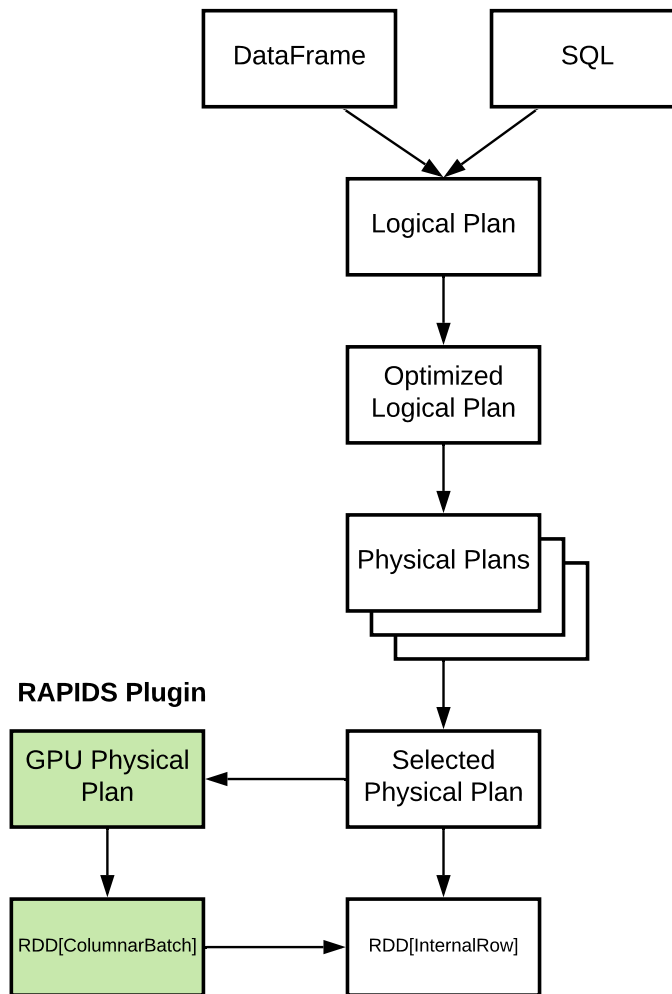 DataFrame
SQL
Logical Plan
Optimized
Logical Plan
Physical Plans
RAPIDS Plugin
GPU Physical
Plan
Selected
Physical Plan
RDD[ColumnarBatch]
RDD[InternalRow]